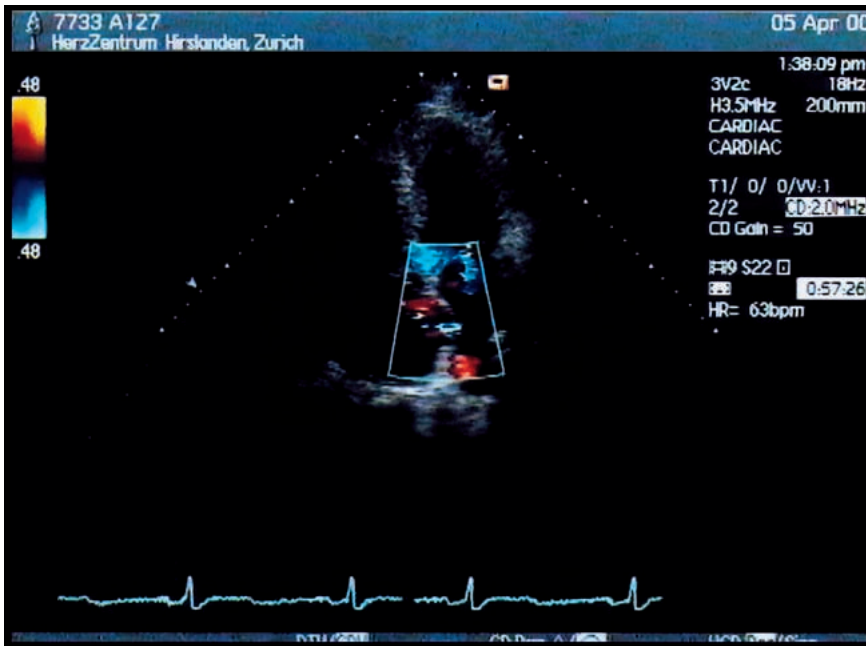 7733 A127
05 Apr 00
HerzZentrum Hirslanden, Zurich
1:38:09 pm
.48
3V2c 18Hz
H3.5MHz 200mm
CARDIAC
CARDIAC
T1/ 0/ 0/VV:1
2/2 CD:2.0MHz
CD Gain = 50
.48
S22
0:57:26
HR= 63bpm